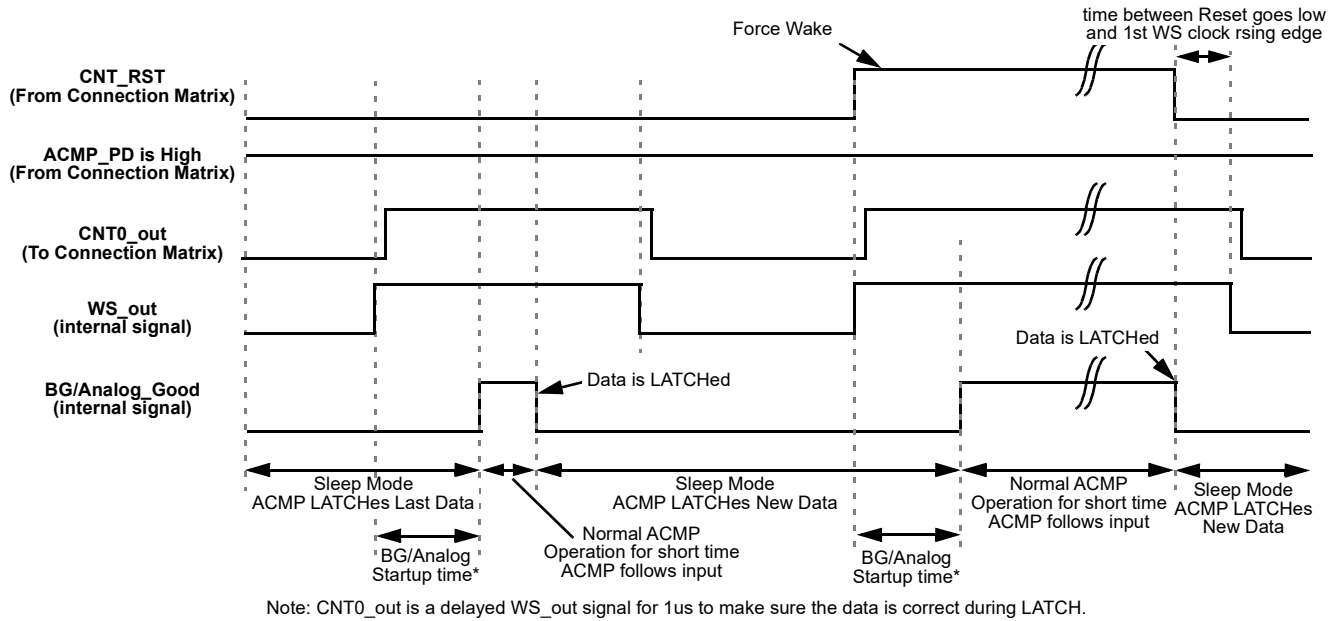 time between Reset goes low
and 1st WS clock rsing edge
Force Wake
CNT_RST
(From Connection Matrix)
ACMP_PD is High
(From Connection Matrix)
CNT0_out
(To Connection Matrix)
WS_out
(internal signal)
Data is LATCHed
BG/Analog_Good
(internal signal)
Data is LATCHed
Sleep Mode
ACMP LATCHes Last Data
Sleep Mode
ACMP LATCHes New Data
Normal ACMP
Operation for short time
ACMP follows input
Sleep Mode
ACMP LATCHes
New Data
BG/Analog
Startup time*
Normal ACMP
Operation for short time
ACMP follows input
BG/Analog
Startup time*
Note: CNT0_out is a delayed WS_out signal for 1us to make sure the data is correct during LATCH.